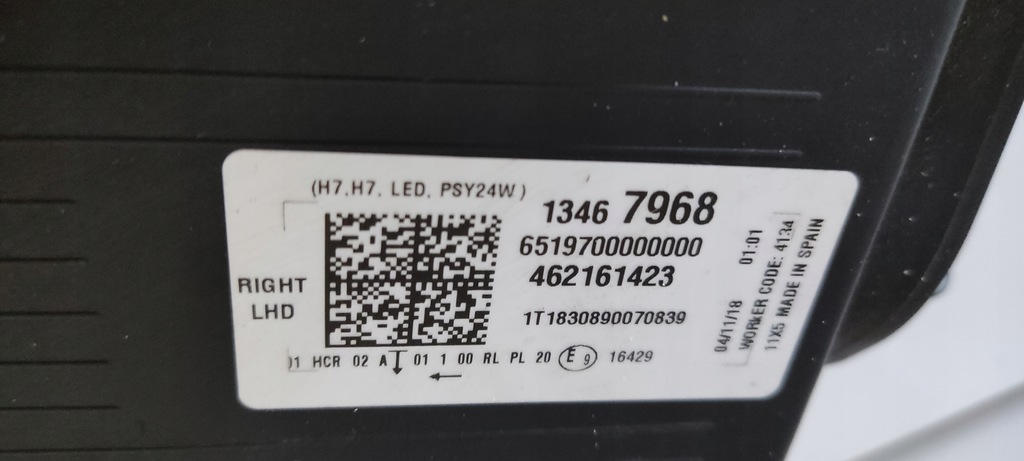 (H7,H7, LED, PSY24W)
1346 7968
6519700000000
462161423
1T1830890070839
RIGHT
LHD
)1 HCR 02 A 01 1 00 RL PL 20 E9 16429
04/11/18 01:01
WORKER CODE: 4134
11X5 MADE IN SPAIN